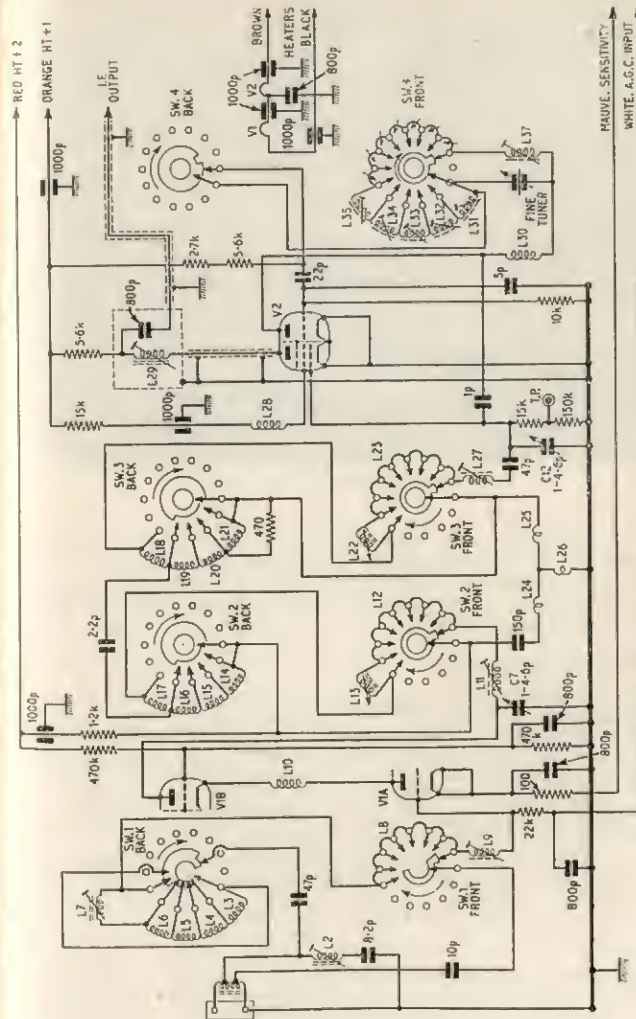 RED HT + 2
ORANGE HT + 1
I.F. OUTPUT
BROWN
HEATERS
BLACK
1000p
V2
800p
V1
1000p
1000p
SW. 4 BACK
SW. 4 FRONT
L35
L34
L33
L32
L31
L37
FINE TUNER
L30
2·7k
5·6k
22p
5p
10k
800p
5·6k
L29
V2
15k
1000p
L28
1p
15k
T.P.
150k
47p
C12 1-4·6p
SW. 3 BACK
L18
L19
L20
L21
470
L23
L22
SW. 3 FRONT
L27
L25
L26
L24
2·2p
SW. 2 BACK
L17
L16
L15
L14
L12
L13
SW. 2 FRONT
L11
150p
C7 1-4·6p
1000p
1·2k
470k
V1B
L10
V1A
470 k
800p
800p
100
22k
800p
SW. 1 BACK
L7
L6
L5
L4
L3
47p
L8
SW. 1 FRONT
L9
L2
8·2p
10p
MAUVE. SENSITIVITY
WHITE. A.G.C. INPUT